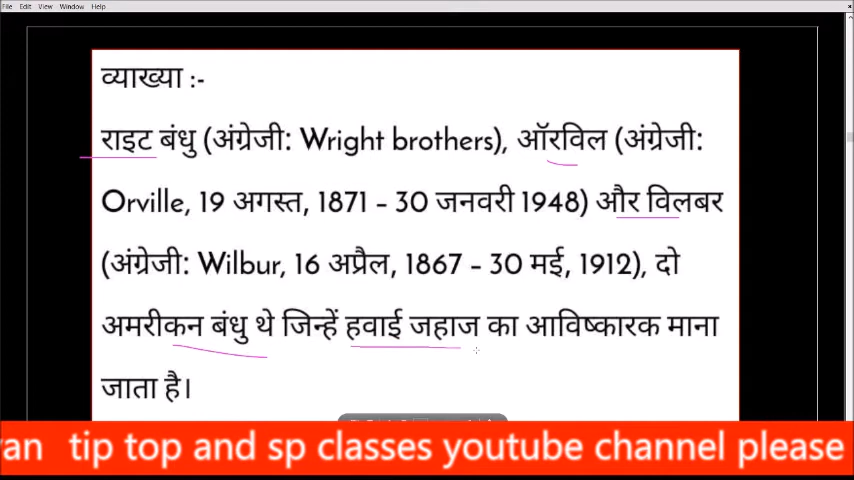 File Edit View Window Help
व्याख्या :-
राइट बंधु (अंग्रेजी: Wright brothers), ऑरविल (अंग्रेजी:
Orville, 19 अगस्त, 1871 – 30 जनवरी 1948) और विलबर
(अंग्रेजी: Wilbur, 16 अप्रैल, 1867 – 30 मई, 1912), दो
अमरीकन बंधु थे जिन्हें हवाई जहाज का आविष्कारक माना
जाता है।
tip top and sp classes youtube channel please